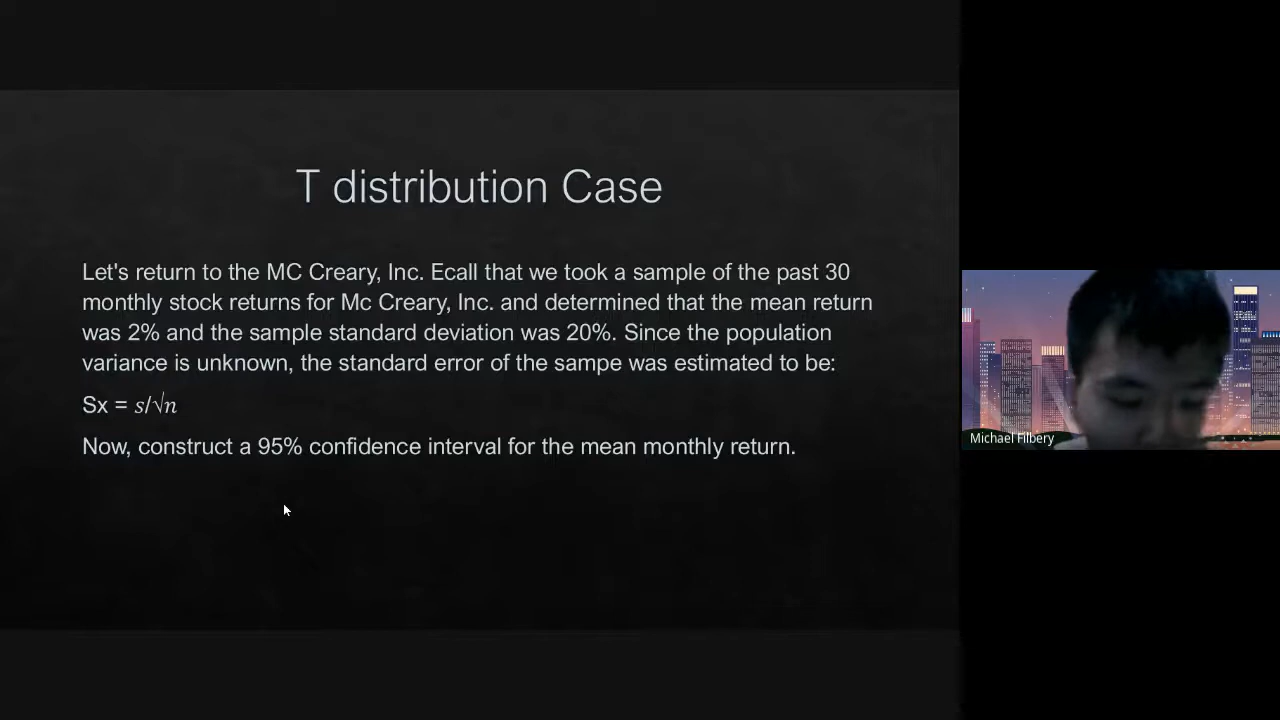 T distribution Case
Let's return to the MC Creary, Inc. Ecall that we took a sample of the past 30
monthly stock returns for Mc Creary, Inc. and determined that the mean return
was 2% and the sample standard deviation was 20%. Since the population
variance is unknown, the standard error of the sampe was estimated to be:
Sx = s/√n
Now, construct a 95% confidence interval for the mean monthly return.
Michael Filbery